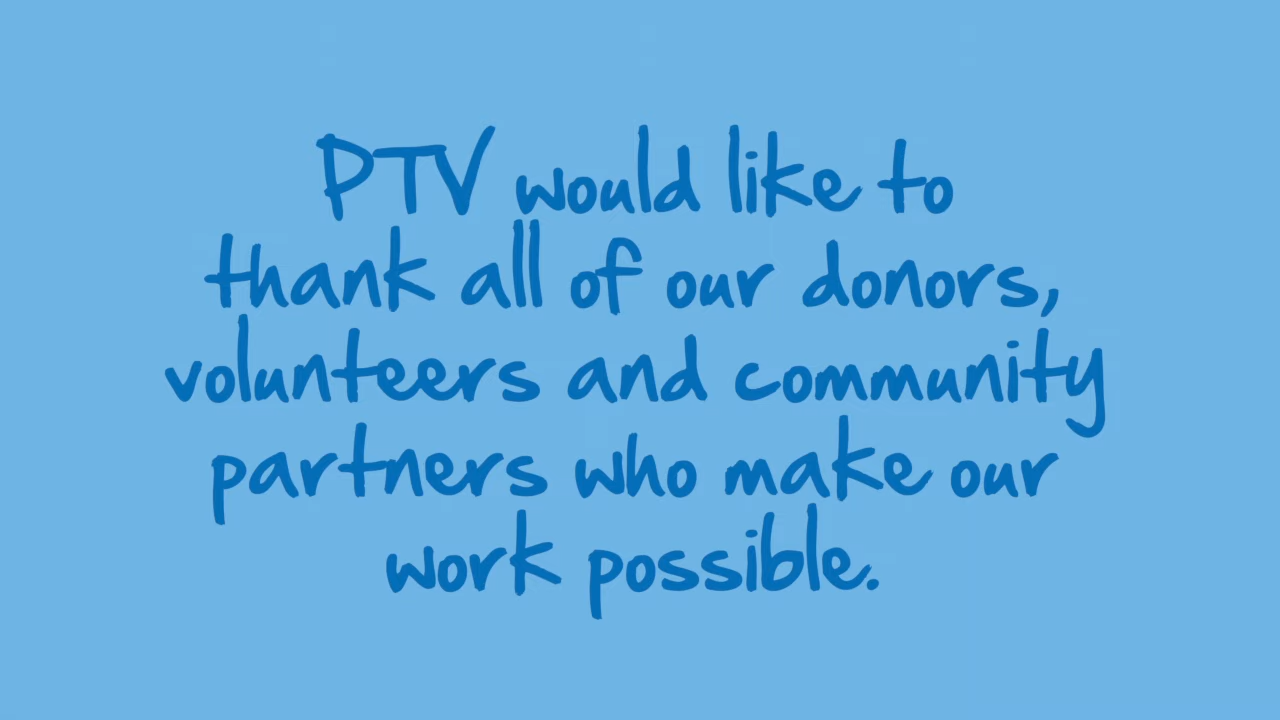 PTV would like to
thank all of our donors,
volunteers and community
partners who make our
work possible.